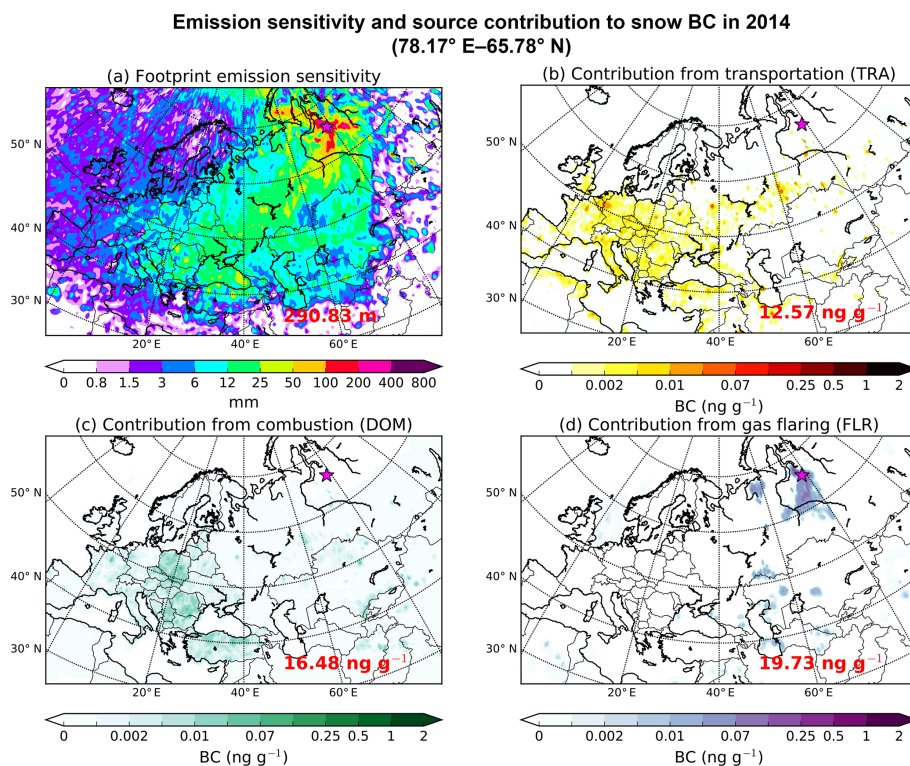 Emission sensitivity and source contribution to snow BC in 2014
(78.17° E–65.78° N)
(a) Footprint emission sensitivity
50° N
40° N
30° N
290.83 m
20° E 40° E 60° E
0 0.8 1.5 3 6 12 25 50 100 200 400 800
mm
(b) Contribution from transportation (TRA)
50° N
40° N
30° N
12.57 ng g⁻¹
20° E 40° E 60° E
0 0.002 0.01 0.07 0.25 0.5 1 2
BC (ng g⁻¹)
(c) Contribution from combustion (DOM)
50° N
40° N
30° N
16.48 ng g⁻¹
20° E 40° E 60° E
0 0.002 0.01 0.07 0.25 0.5 1 2
BC (ng g⁻¹)
(d) Contribution from gas flaring (FLR)
50° N
40° N
30° N
19.73 ng g⁻¹
20° E 40° E 60° E
0 0.002 0.01 0.07 0.25 0.5 1 2
BC (ng g⁻¹)